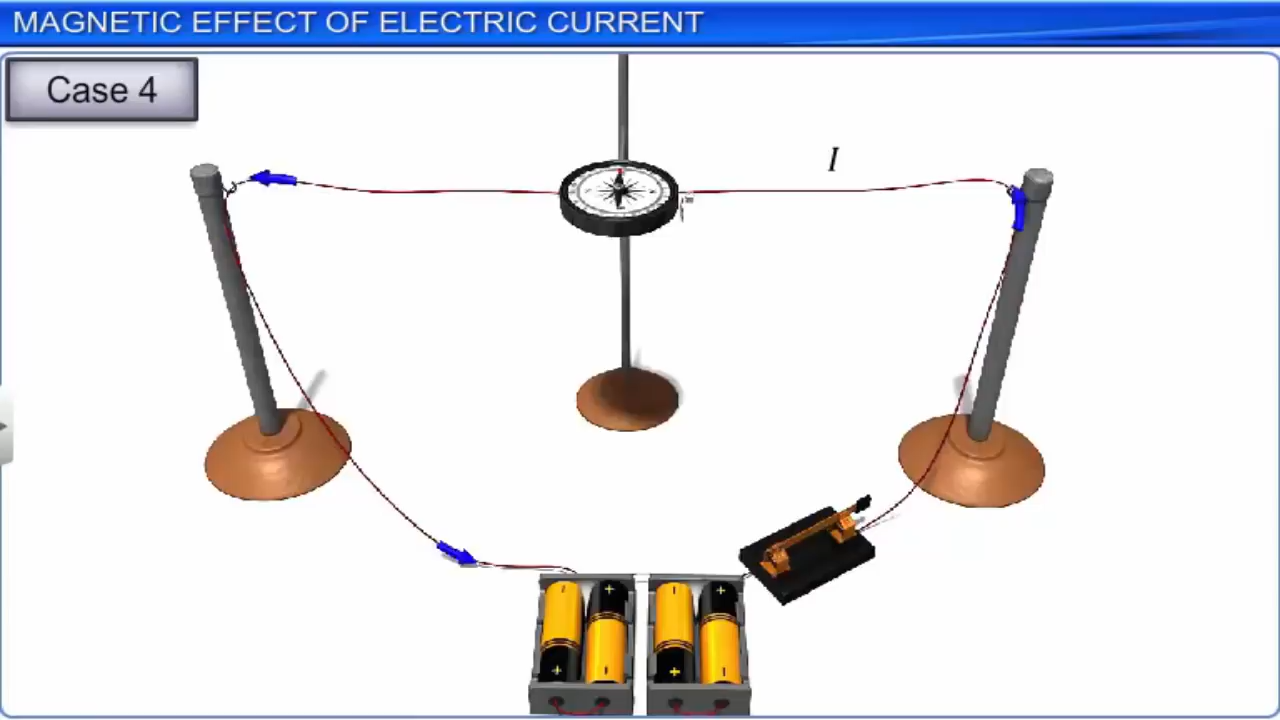 MAGNETIC EFFECT OF ELECTRIC CURRENT
Case 4
I
- + - +
+ - + -